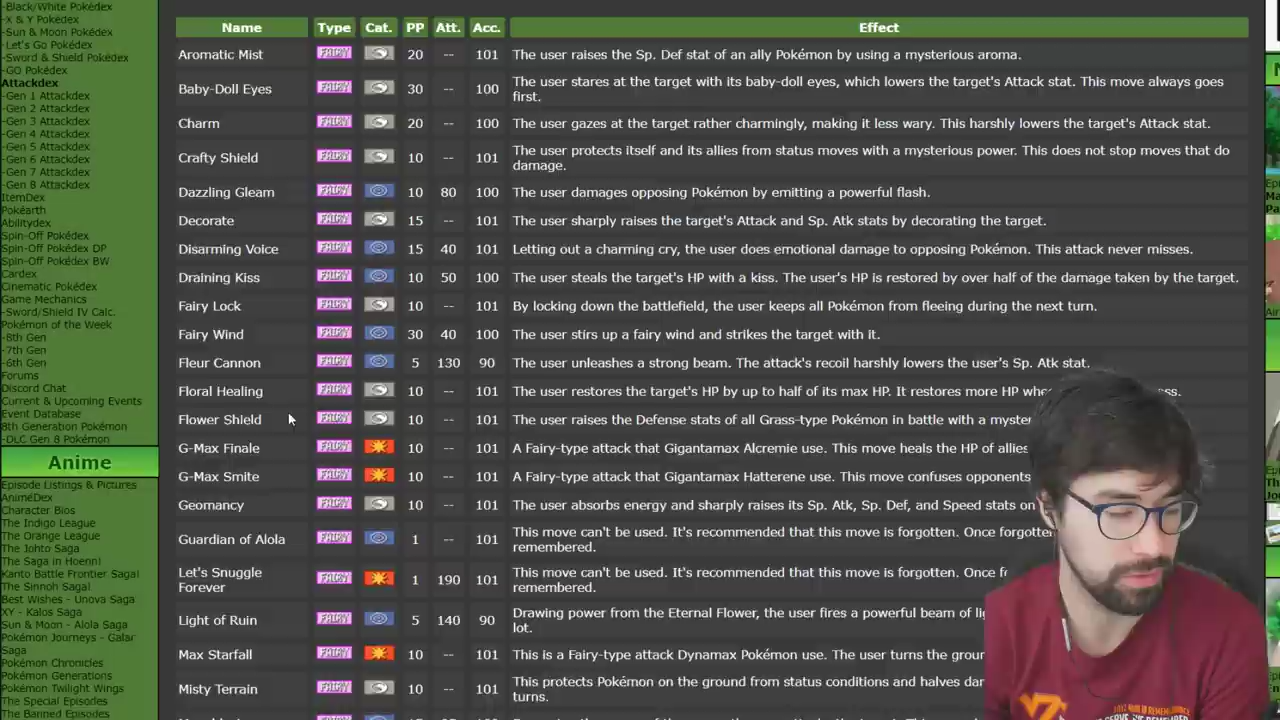 -Black/White Pokédex
-X & Y Pokédex
-Sun & Moon Pokédex
-Let's Go Pokédex
-Sword & Shield Pokédex
-GO Pokédex
Attackdex
-Gen 1 Attackdex
-Gen 2 Attackdex
-Gen 3 Attackdex
-Gen 4 Attackdex
-Gen 5 Attackdex
-Gen 6 Attackdex
-Gen 7 Attackdex
-Gen 8 Attackdex
ItemDex
Pokéarth
Abilitydex
Spin-Off Pokédex
Spin-Off Pokédex DP
Spin-Off Pokédex BW
Cardex
Cinematic Pokédex
Game Mechanics
-Sword/Shield IV Calc.
Pokémon of the Week
-8th Gen
-7th Gen
-6th Gen
Forums
Discord Chat
Current & Upcoming Events
Event Database
8th Generation Pokémon
-DLC Gen 8 Pokémon
Anime
Episode Listings & Pictures
AniméDex
Character Bios
The Indigo League
The Orange League
The Johto Saga
The Saga in Hoenn!
Kanto Battle Frontier Saga!
The Sinnoh Saga!
Best Wishes - Unova Saga
XY - Kalos Saga
Sun & Moon - Alola Saga
Pokémon Journeys - Galar
Saga
Pokémon Chronicles
Pokémon Generations
Pokémon Twilight Wings
The Special Episodes
The Banned Episodes
Name Type Cat. PP Att. Acc. Effect
Aromatic Mist FAIRY 20 -- 101 The user raises the Sp. Def stat of an ally Pokémon by using a mysterious aroma.
Baby-Doll Eyes FAIRY 30 -- 100 The user stares at the target with its baby-doll eyes, which lowers the target's Attack stat. This move always goes
first.
Charm FAIRY 20 -- 100 The user gazes at the target rather charmingly, making it less wary. This harshly lowers the target's Attack stat.
Crafty Shield FAIRY 10 -- 101 The user protects itself and its allies from status moves with a mysterious power. This does not stop moves that do
damage.
Dazzling Gleam FAIRY 10 80 100 The user damages opposing Pokémon by emitting a powerful flash.
Decorate FAIRY 15 -- 101 The user sharply raises the target's Attack and Sp. Atk stats by decorating the target.
Disarming Voice FAIRY 15 40 101 Letting out a charming cry, the user does emotional damage to opposing Pokémon. This attack never misses.
Draining Kiss FAIRY 10 50 100 The user steals the target's HP with a kiss. The user's HP is restored by over half of the damage taken by the target.
Fairy Lock FAIRY 10 -- 101 By locking down the battlefield, the user keeps all Pokémon from fleeing during the next turn.
Fairy Wind FAIRY 30 40 100 The user stirs up a fairy wind and strikes the target with it.
Fleur Cannon FAIRY 5 130 90 The user unleashes a strong beam. The attack's recoil harshly lowers the user's Sp. Atk stat.
Floral Healing FAIRY 10 -- 101 The user restores the target's HP by up to half of its max HP. It restores more HP
Flower Shield FAIRY 10 -- 101 The user raises the Defense stats of all Grass-type Pokémon in battle with a
G-Max Finale FAIRY 10 -- 101 A Fairy-type attack that Gigantamax Alcremie use. This move heals the HP of allies
G-Max Smite FAIRY 10 -- 101 A Fairy-type attack that Gigantamax Hatterene use. This move confuses opponents
Geomancy FAIRY 10 -- 101 The user absorbs energy and sharply raises its Sp. Atk, Sp. Def, and Speed stats on
Guardian of Alola FAIRY 1 -- 101 This move can't be used. It's recommended that this move is forgotten. Once forgotten
remembered.
Let's Snuggle
Forever FAIRY 1 190 101 This move can't be used. It's recommended that this move is forgotten. Once
remembered.
Light of Ruin FAIRY 5 140 90 Drawing power from the Eternal Flower, the user fires a powerful beam of
lot.
Max Starfall FAIRY 10 -- 101 This is a Fairy-type attack Dynamax Pokémon use. The user turns the
Misty Terrain FAIRY 10 -- 101 This protects Pokémon on the ground from status conditions and halves
turns.